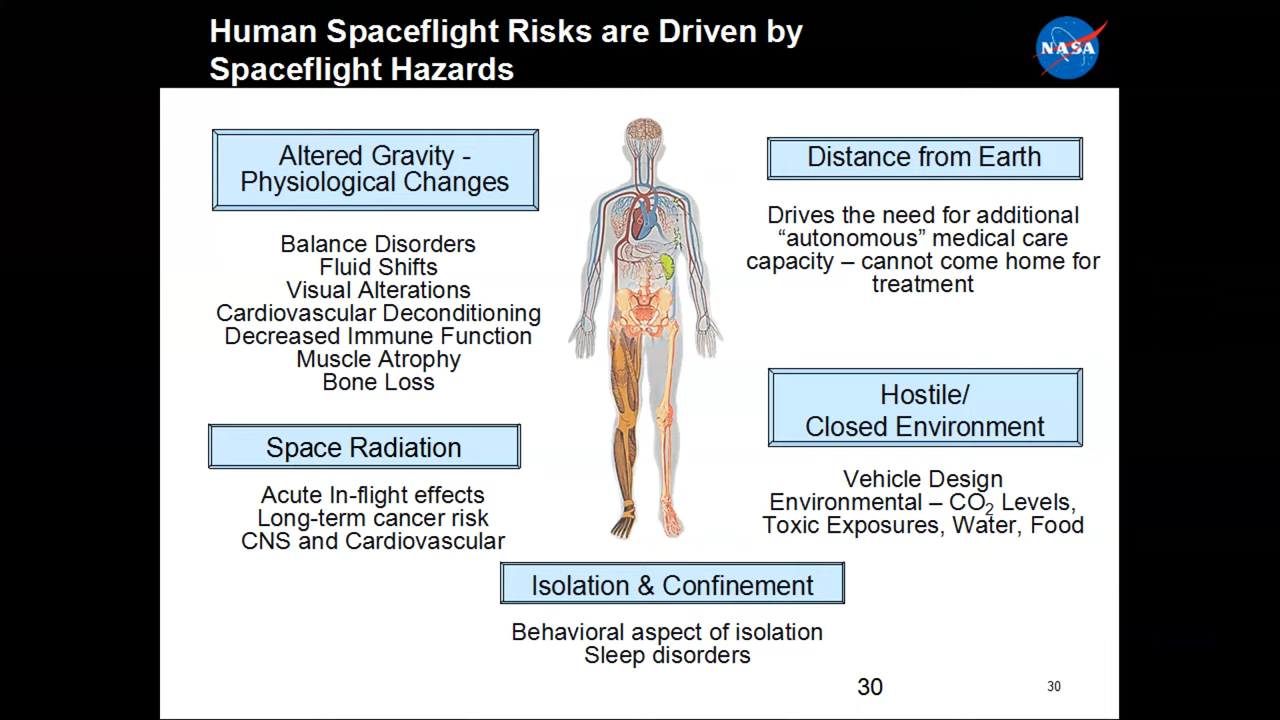 Human Spaceflight Risks are Driven by
Spaceflight Hazards
NASA
Altered Gravity -
Physiological Changes
Balance Disorders
Fluid Shifts
Visual Alterations
Cardiovascular Deconditioning
Decreased Immune Function
Muscle Atrophy
Bone Loss
Space Radiation
Acute In-flight effects
Long-term cancer risk
CNS and Cardiovascular
Distance from Earth
Drives the need for additional
“autonomous” medical care
capacity – cannot come home for
treatment
Hostile/
Closed Environment
Vehicle Design
Environmental – CO₂ Levels,
Toxic Exposures, Water, Food
Isolation & Confinement
Behavioral aspect of isolation
Sleep disorders
30
30